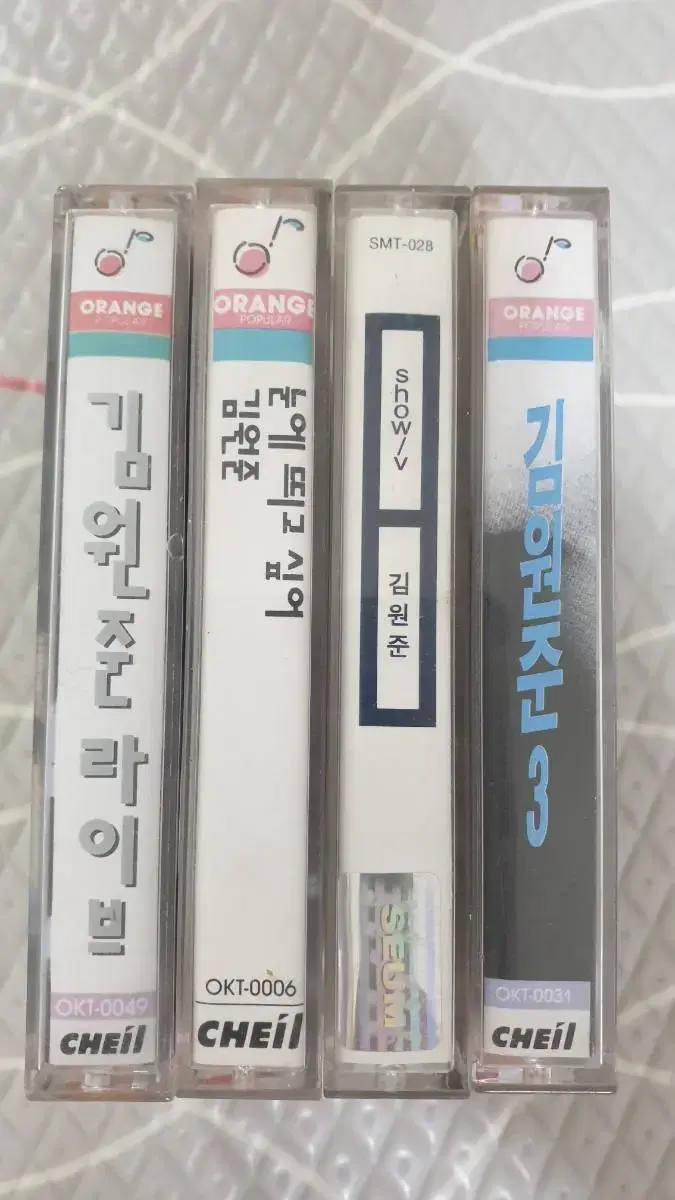 ORANGE
POPULAR
김원준 라이브
OKT-0049
CHEIL
ORANGE
POPULAR
눈에 띄고 싶어
김원준
OKT-0006
CHEIL
SMT-028
show/v
김원준
SEUM
ORANGE
POPULAR
김원준 3
OKT-0031
CHEIL